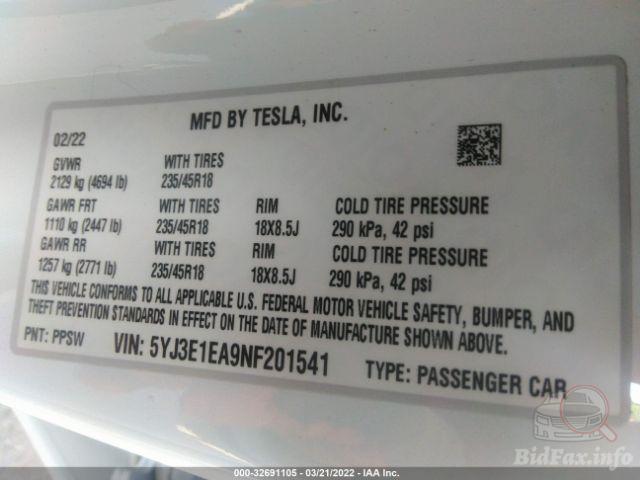 MFD BY TESLA, INC.
02/22
GVWR WITH TIRES
2129 kg (4694 lb) 235/45R18
GAWR FRT WITH TIRES RIM COLD TIRE PRESSURE
1110 kg (2447 lb) 235/45R18 18X8.5J 290 kPa, 42 psi
GAWR RR WITH TIRES RIM COLD TIRE PRESSURE
1257 kg (2771 lb) 235/45R18 18X8.5J 290 kPa, 42 psi
THIS VEHICLE CONFORMS TO ALL APPLICABLE U.S. FEDERAL MOTOR VEHICLE SAFETY, BUMPER, AND
THEFT PREVENTION STANDARDS IN EFFECT ON THE DATE OF MANUFACTURE SHOWN ABOVE.
PNT: PPSW VIN: 5YJ3E1EA9NF201541 TYPE: PASSENGER CAR
BidFax.info
000-32691105 - 03/21/2022 - IAA Inc.